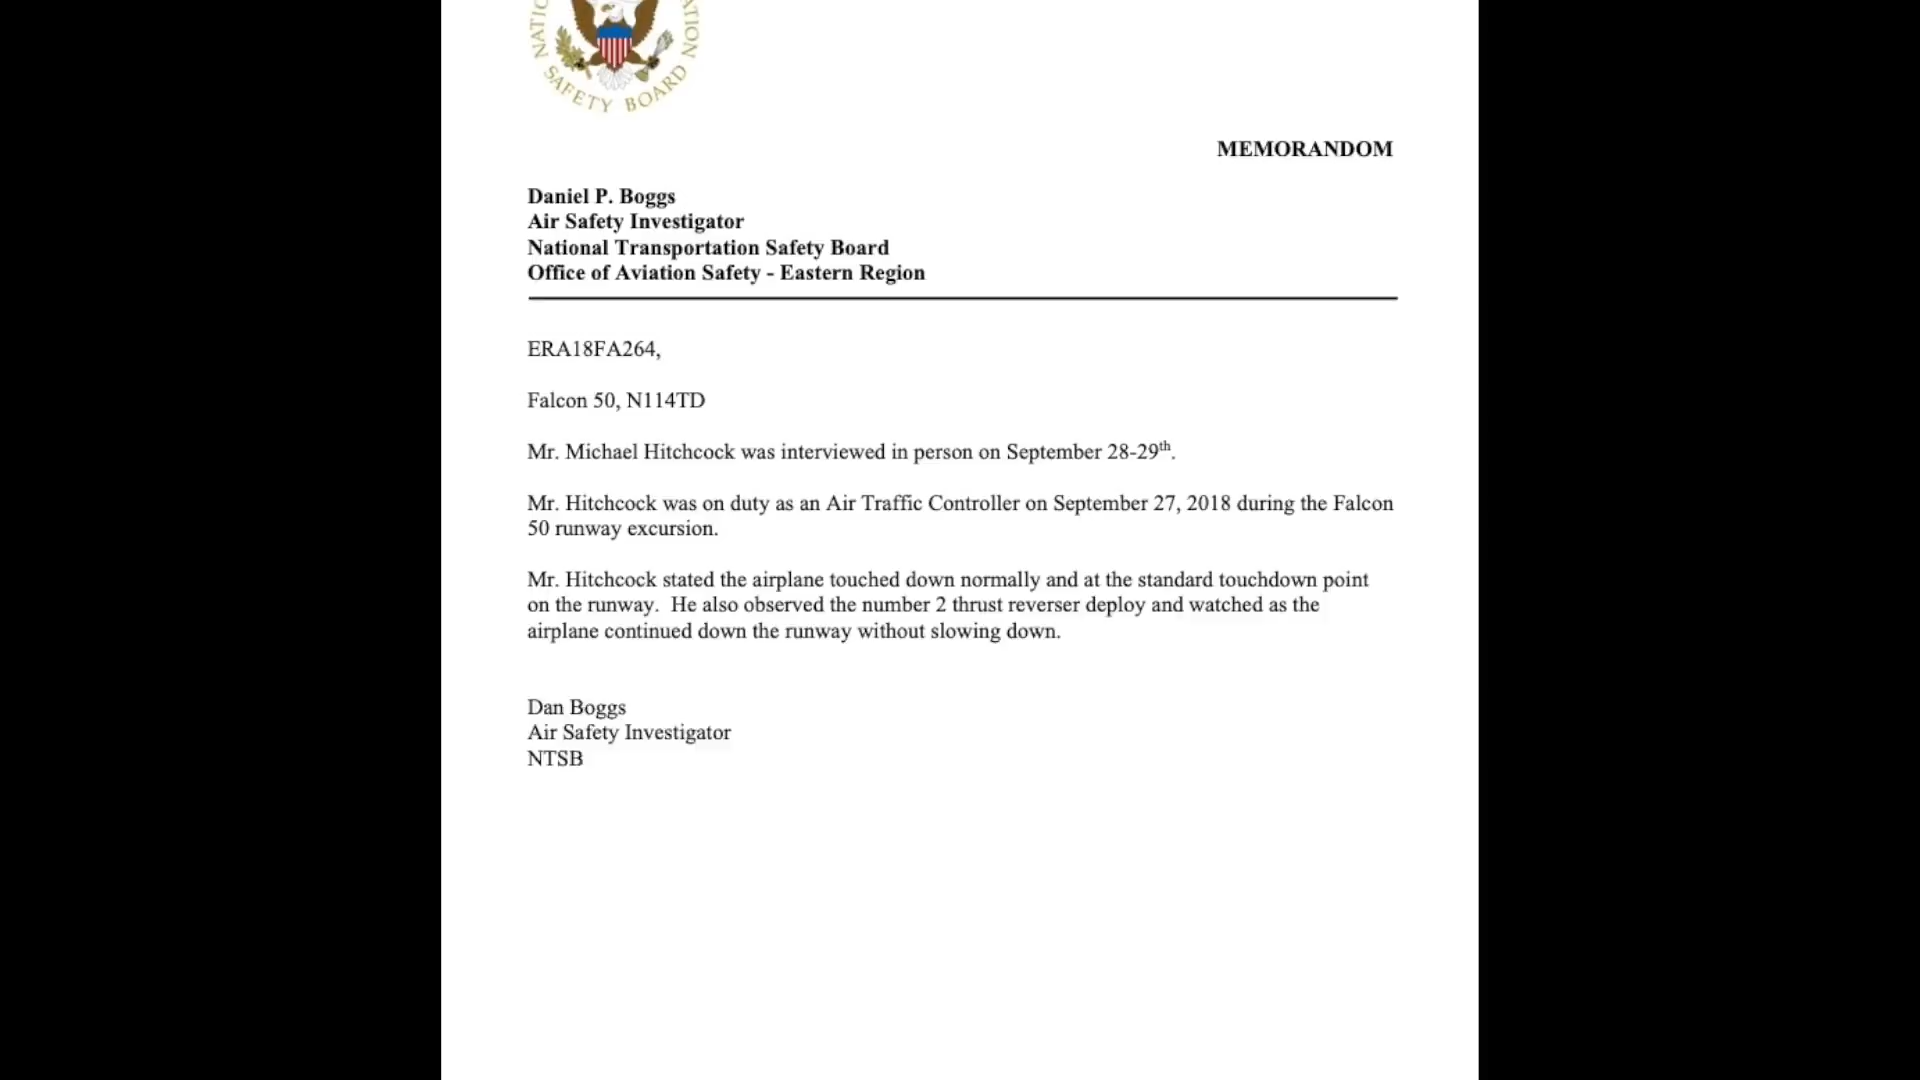 NATIO
ATION
SAFETY BOARD
MEMORANDOM
Daniel P. Boggs
Air Safety Investigator
National Transportation Safety Board
Office of Aviation Safety - Eastern Region
ERA18FA264,
Falcon 50, N114TD
Mr. Michael Hitchcock was interviewed in person on September 28-29th.
Mr. Hitchcock was on duty as an Air Traffic Controller on September 27, 2018 during the Falcon
50 runway excursion.
Mr. Hitchcock stated the airplane touched down normally and at the standard touchdown point
on the runway.  He also observed the number 2 thrust reverser deploy and watched as the
airplane continued down the runway without slowing down.
Dan Boggs
Air Safety Investigator
NTSB